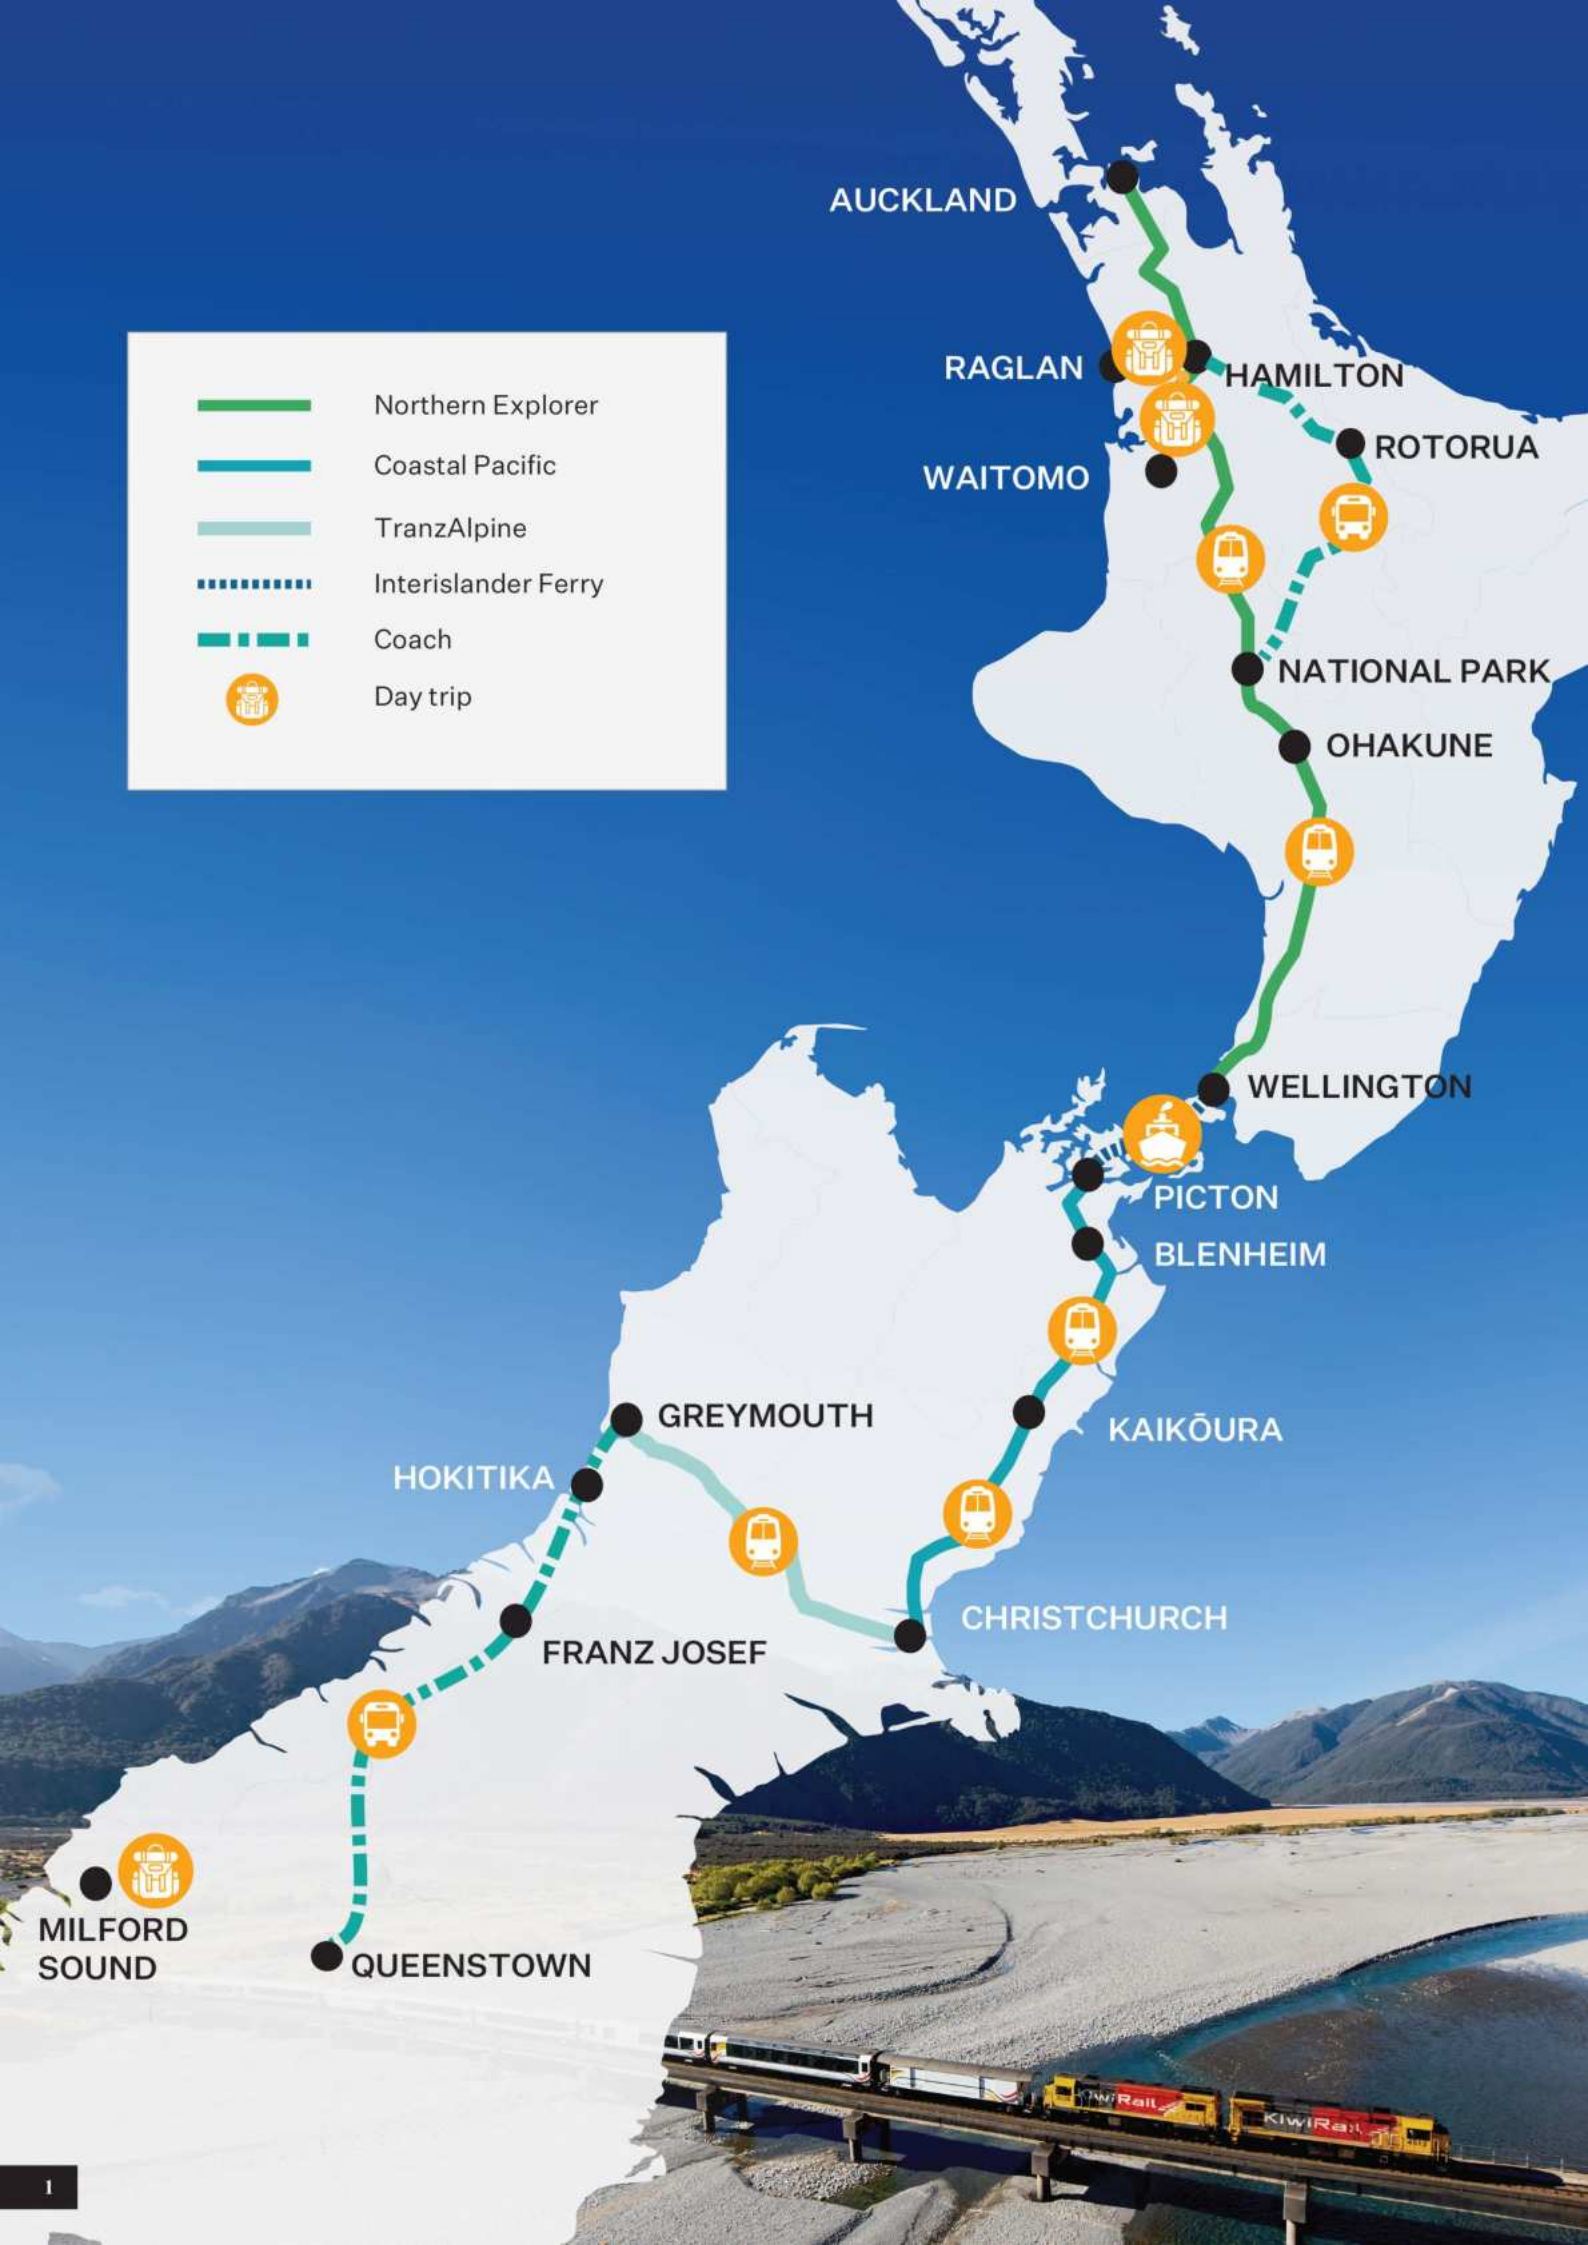 AUCKLAND
RAGLAN
HAMILTON
Northern Explorer
Coastal Pacific
TranzAlpine
Interislander Ferry
Coach
Day trip
ROTORUA
WAITOMO
NATIONAL PARK
OHAKUNE
WELLINGTON
PICTON
BLENHEIM
GREYMOUTH
KAIKŌURA
HOKITIKA
CHRISTCHURCH
FRANZ JOSEF
MILFORD
SOUND
QUEENSTOWN
KiwiRail
KiwiRail
1